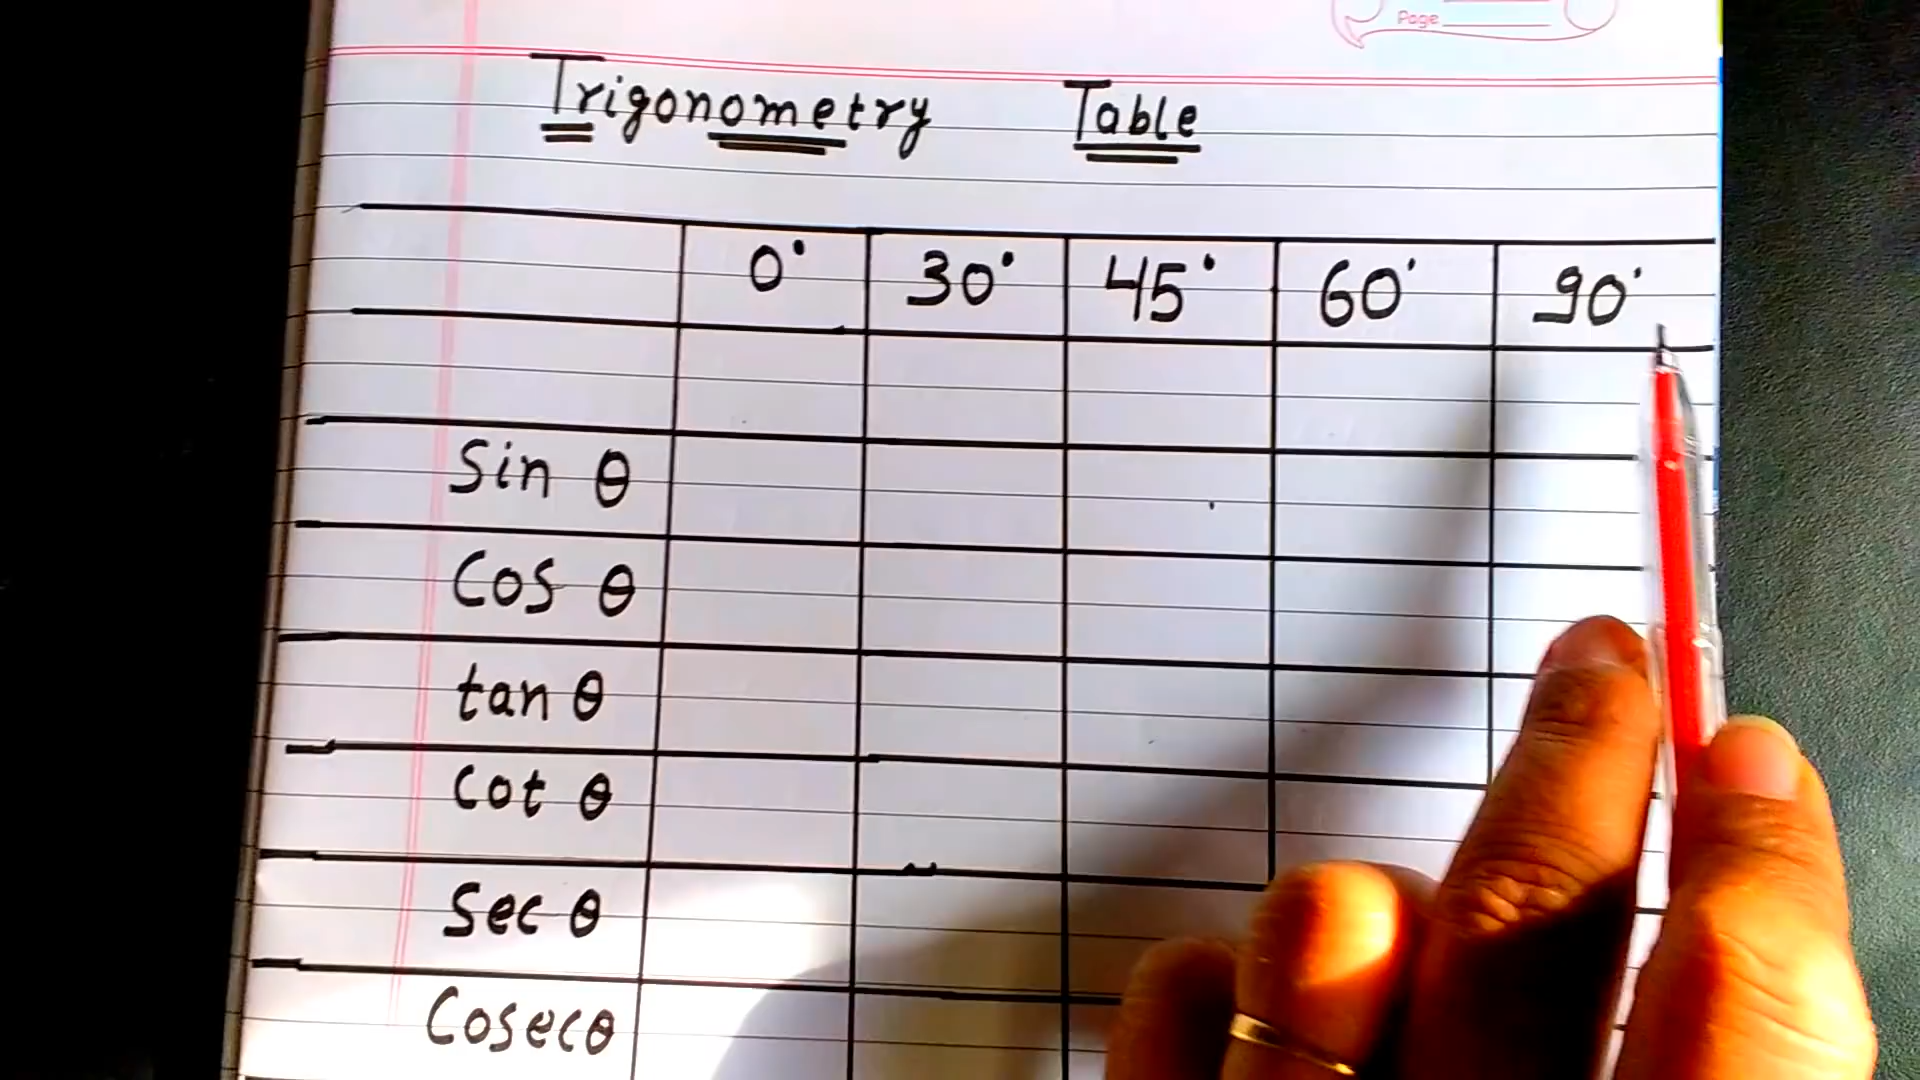 Page
Trigonometry Table
0° 30° 45° 60° 90°
Sin θ
Cos θ
tan θ
Cot θ
Sec θ
Cosecθ